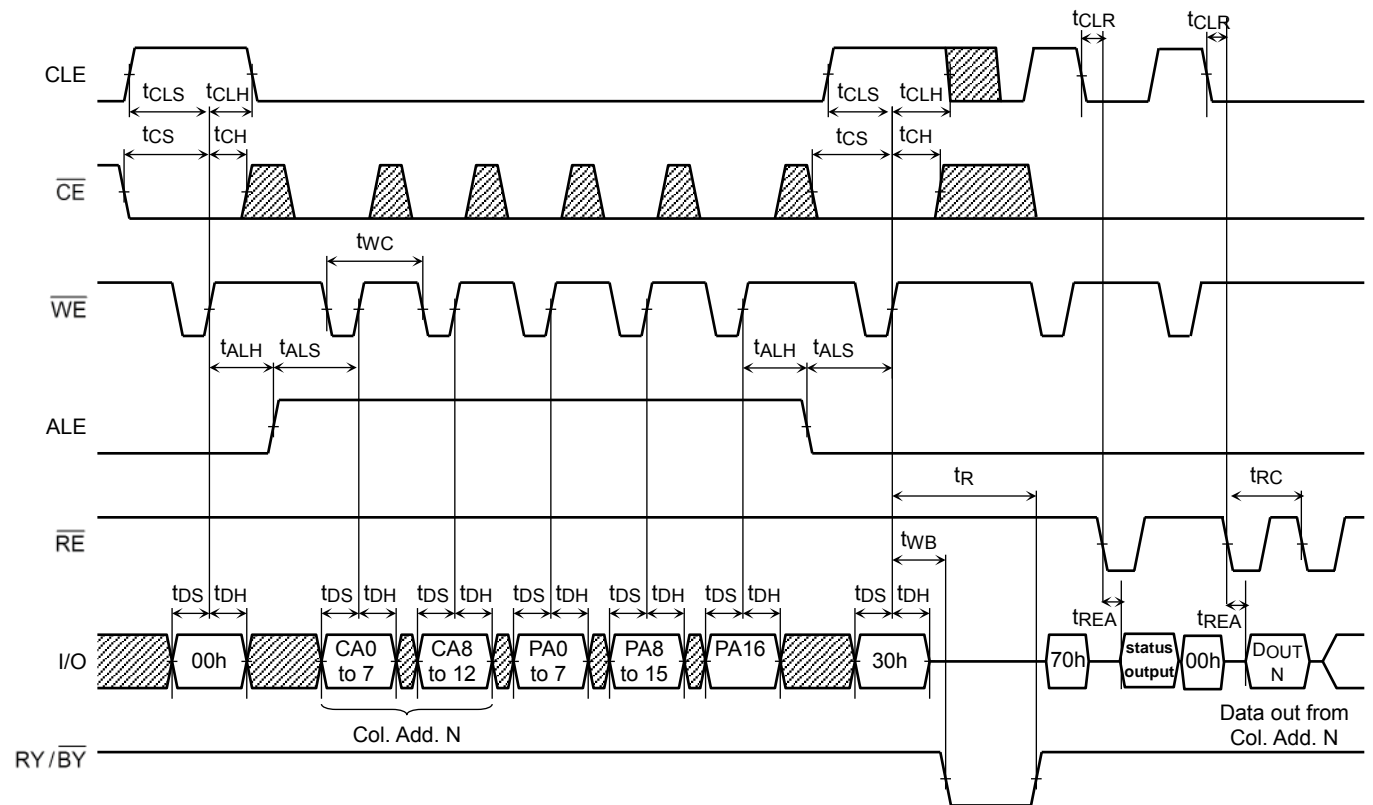 tCLR tCLR
CLE
tCLS tCLH tCLS tCLH
tCS tCH tCS tCH
CE
tWC
WE
tALH tALS tALH tALS
ALE
tR tRC
RE
tWB
tDS tDH tDS tDH tDS tDH tDS tDH tDS tDH tDS tDH tDS tDH
tREA tREA
I/O 00h CA0 to 7 CA8 to 12 PA0 to 7 PA8 to 15 PA16 30h 70h status output 00h DOUT N
Col. Add. N
Data out from
Col. Add. N
RY/BY